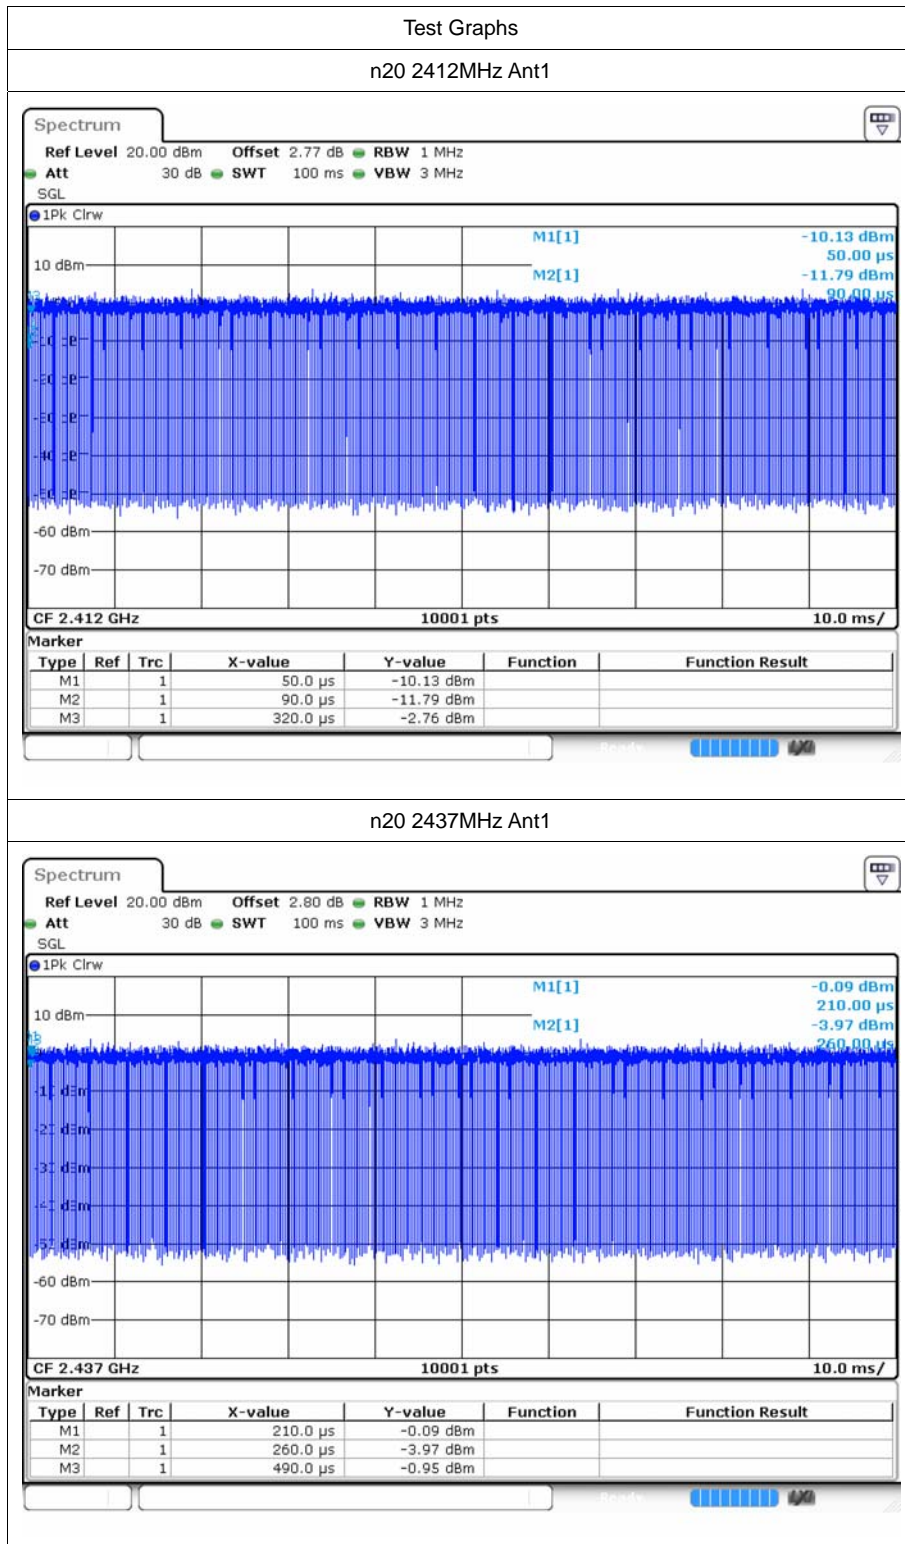 Test Graphs
n20 2412MHz Ant1
Spectrum
Ref Level 20.00 dBm Offset 2.77 dB RBW 1 MHz
Att 30 dB SWT 100 ms VBW 3 MHz
SGL
1Pk Clrw
M1[1] -10.13 dBm
50.00 µs
10 dBm
M2[1] -11.79 dBm
90.00 µs
-60 dBm
-70 dBm
CF 2.412 GHz 10001 pts 10.0 ms/
Marker
Type Ref Trc X-value Y-value Function Function Result
M1 1 50.0 µs -10.13 dBm
M2 1 90.0 µs -11.79 dBm
M3 1 320.0 µs -2.76 dBm
Ready
n20 2437MHz Ant1
Spectrum
Ref Level 20.00 dBm Offset 2.80 dB RBW 1 MHz
Att 30 dB SWT 100 ms VBW 3 MHz
SGL
1Pk Clrw
M1[1] -0.09 dBm
210.00 µs
10 dBm
M2[1] -3.97 dBm
260.00 µs
-60 dBm
-70 dBm
CF 2.437 GHz 10001 pts 10.0 ms/
Marker
Type Ref Trc X-value Y-value Function Function Result
M1 1 210.0 µs -0.09 dBm
M2 1 260.0 µs -3.97 dBm
M3 1 490.0 µs -0.95 dBm
Ready